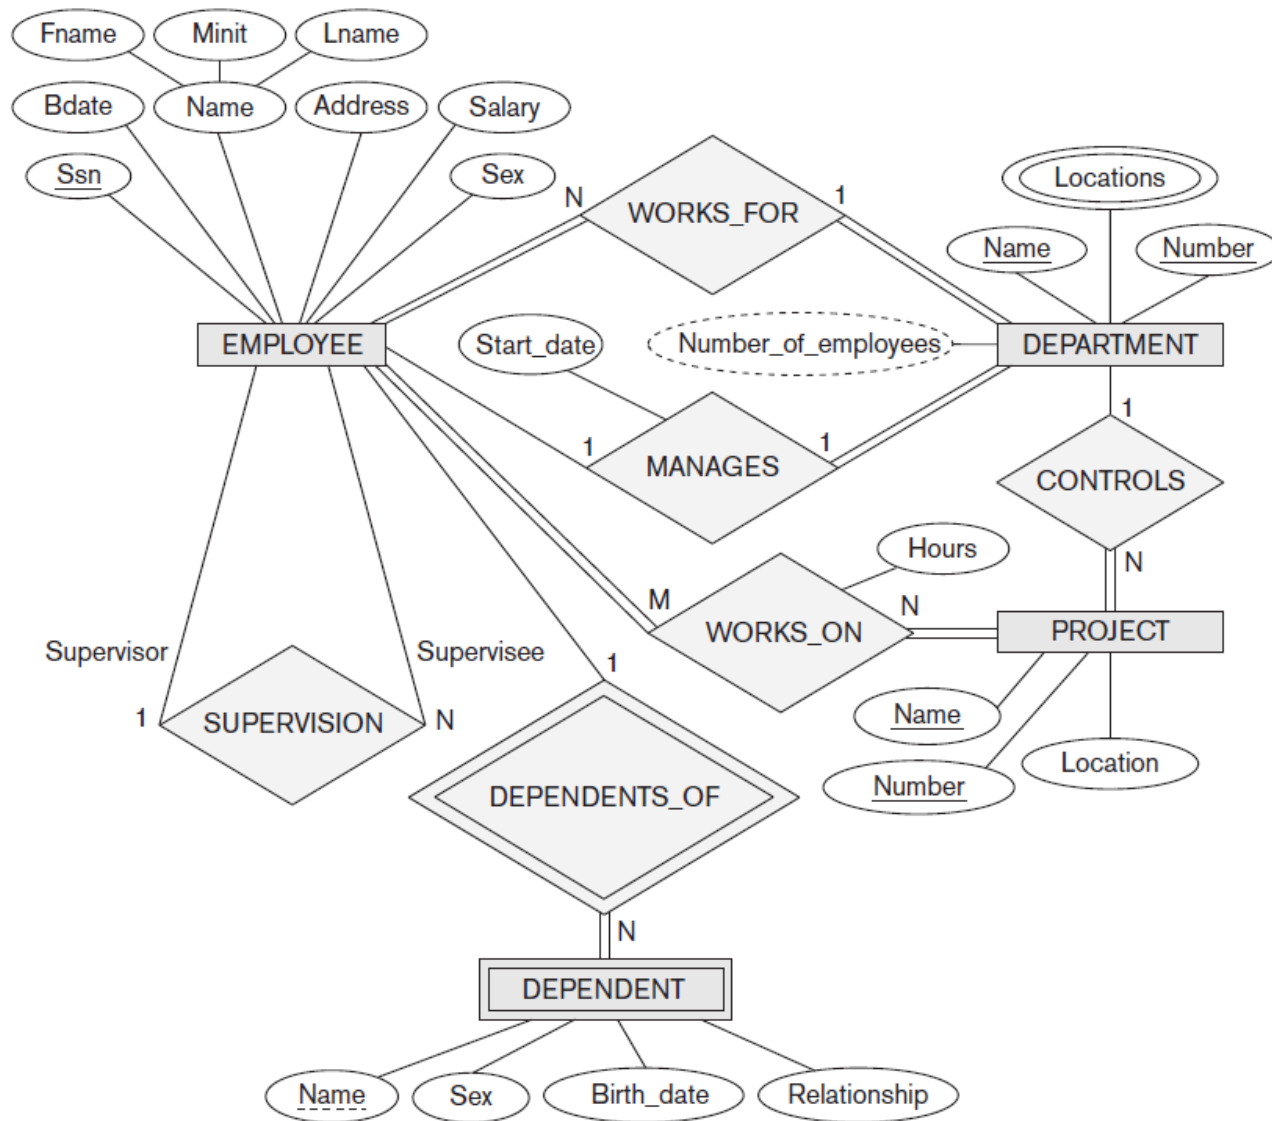 Fname Minit Lname
Bdate Name Address Salary
Ssn Sex
N WORKS_FOR 1
Locations
Name Number
EMPLOYEE Start_date Number_of_employees DEPARTMENT
1 MANAGES 1
1
CONTROLS
N
Hours
M WORKS_ON N
PROJECT
Name
Number
Location
Supervisor Supervisee
1 SUPERVISION N
1
DEPENDENTS_OF
N
DEPENDENT
Name Sex Birth_date Relationship